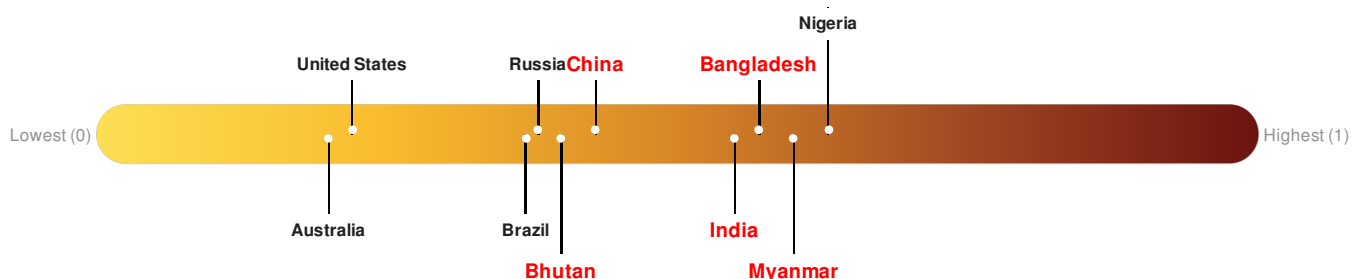 Nigeria
United States
Russia
China
Bangladesh
Lowest (0)
Highest (1)
Australia
Brazil
India
Bhutan
Myanmar